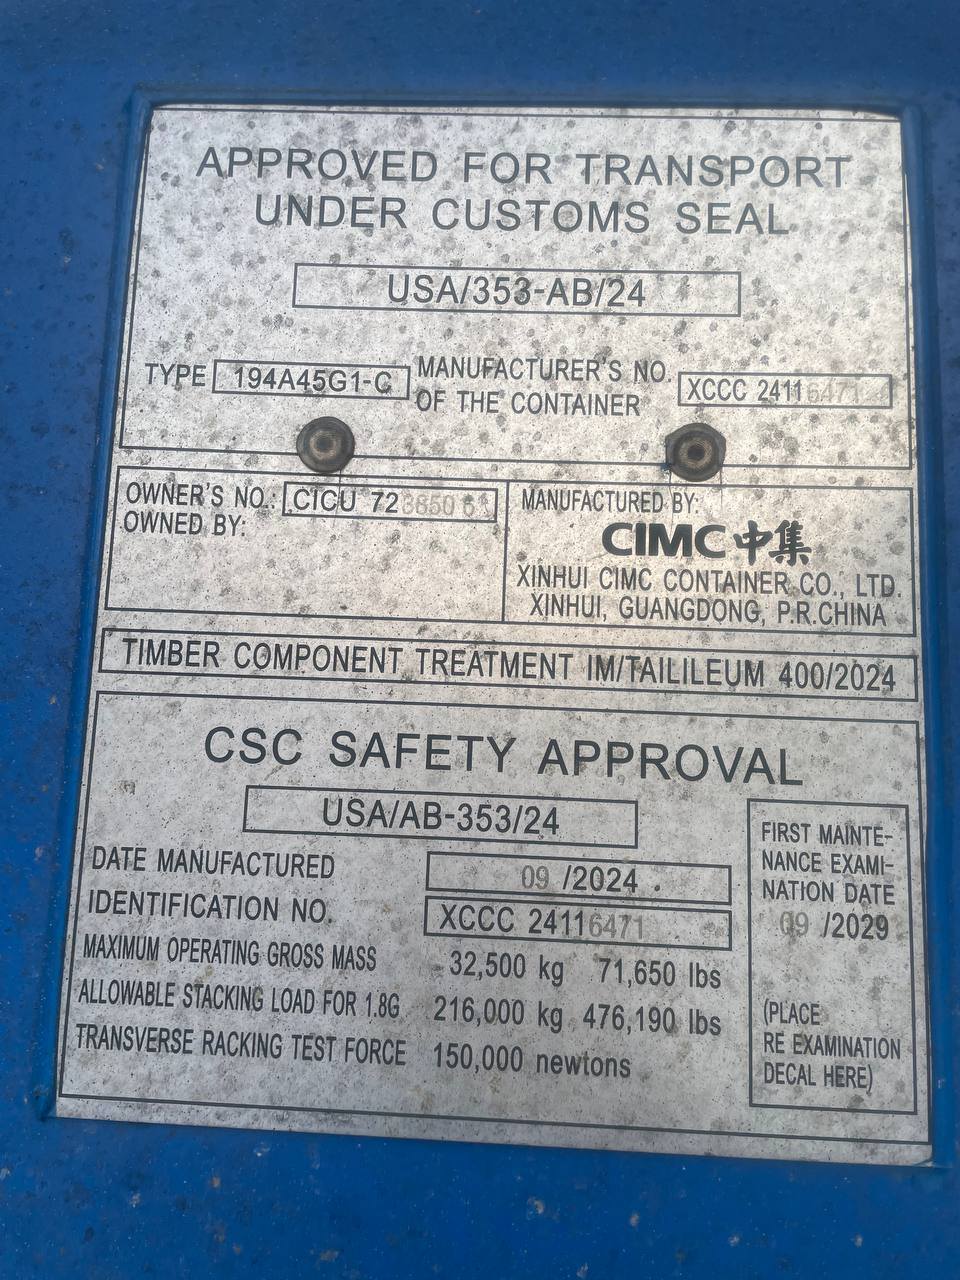 APPROVED FOR TRANSPORT
UNDER CUSTOMS SEAL
USA/353-AB/24
TYPE 194A45G1-C
MANUFACTURER'S NO.
OF THE CONTAINER
XCCC 24116471
OWNER'S NO.: CICU 72
OWNED BY:
MANUFACTURED BY:
CIMC 中集
XINHUI CIMC CONTAINER CO., LTD.
XINHUI, GUANGDONG, P.R.CHINA
TIMBER COMPONENT TREATMENT IM/TAILILEUM 400/2024
CSC SAFETY APPROVAL
USA/AB-353/24
DATE MANUFACTURED 09 /2024 .
IDENTIFICATION NO. XCCC 24116471
MAXIMUM OPERATING GROSS MASS 32,500 kg 71,650 lbs
ALLOWABLE STACKING LOAD FOR 1.8G 216,000 kg 476,190 lbs
TRANSVERSE RACKING TEST FORCE 150,000 newtons
FIRST MAINTE-
NANCE EXAMI-
NATION DATE
09 /2029
(PLACE
RE EXAMINATION
DECAL HERE)